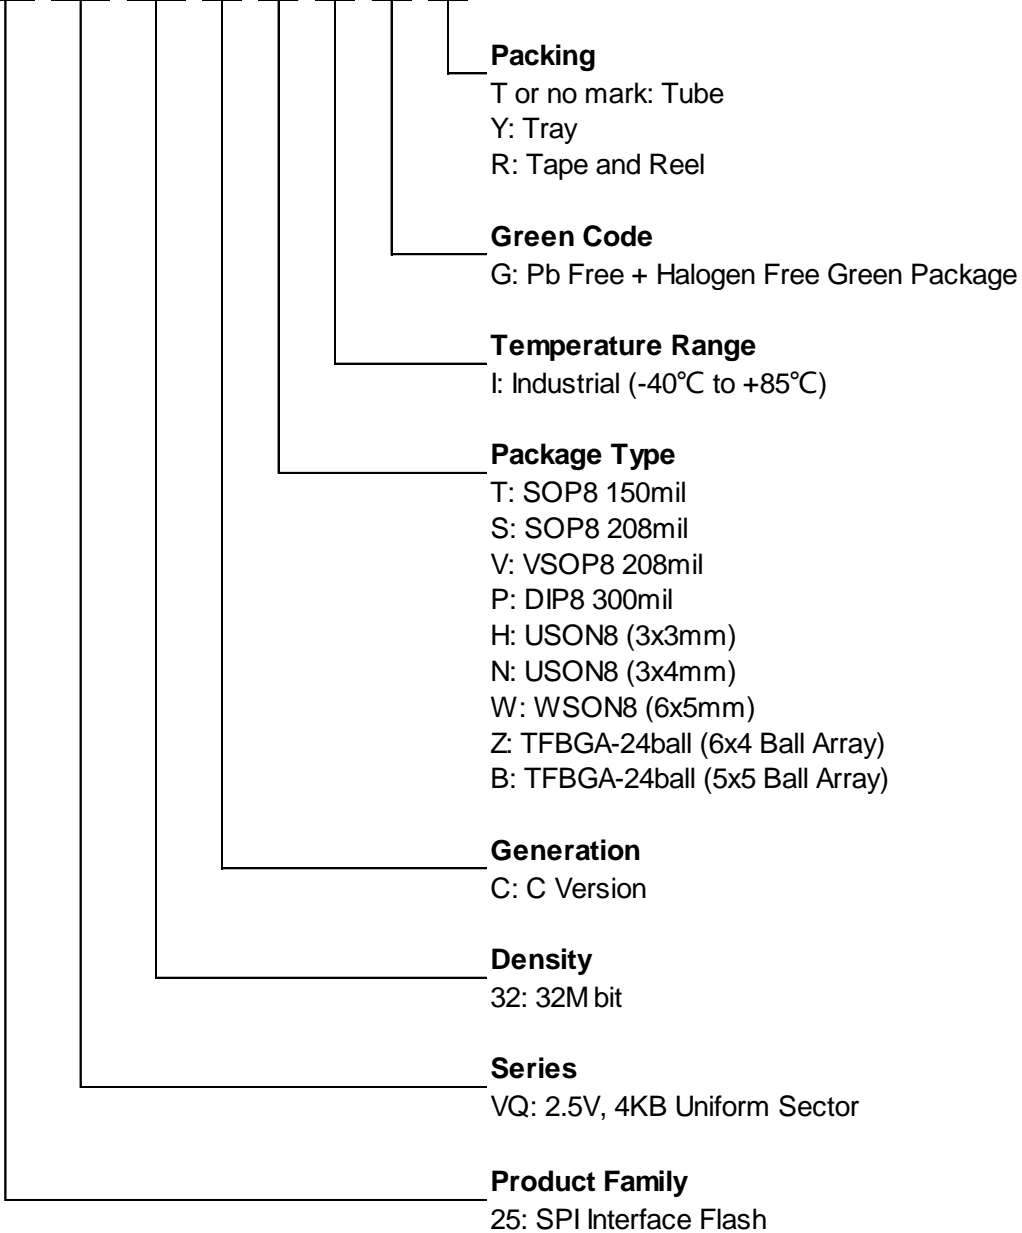 Packing
T or no mark: Tube
Y: Tray
R: Tape and Reel
Green Code
G: Pb Free + Halogen Free Green Package
Temperature Range
I: Industrial (-40℃ to +85℃)
Package Type
T: SOP8 150mil
S: SOP8 208mil
V: VSOP8 208mil
P: DIP8 300mil
H: USON8 (3x3mm)
N: USON8 (3x4mm)
W: WSON8 (6x5mm)
Z: TFBGA-24ball (6x4 Ball Array)
B: TFBGA-24ball (5x5 Ball Array)
Generation
C: C Version
Density
32: 32M bit
Series
VQ: 2.5V, 4KB Uniform Sector
Product Family
25: SPI Interface Flash